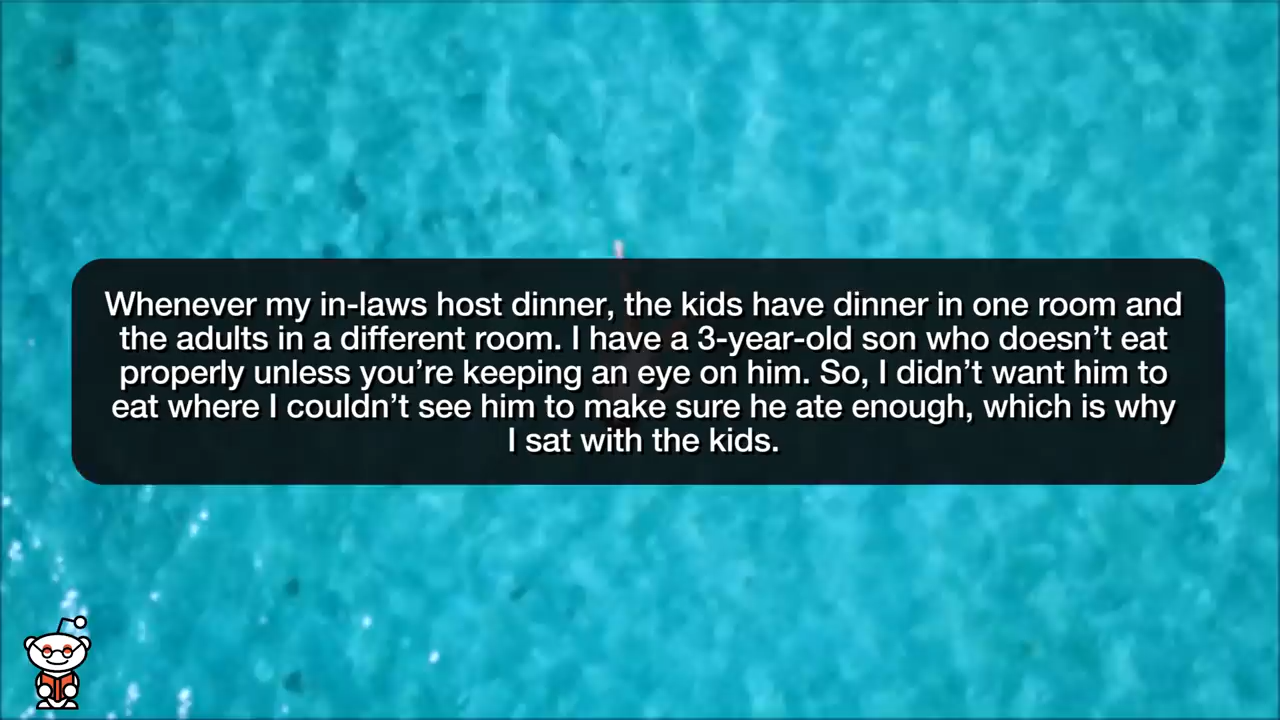 Whenever my in-laws host dinner, the kids have dinner in one room and
the adults in a different room. I have a 3-year-old son who doesn’t eat
properly unless you’re keeping an eye on him. So, I didn’t want him to
eat where I couldn’t see him to make sure he ate enough, which is why
I sat with the kids.